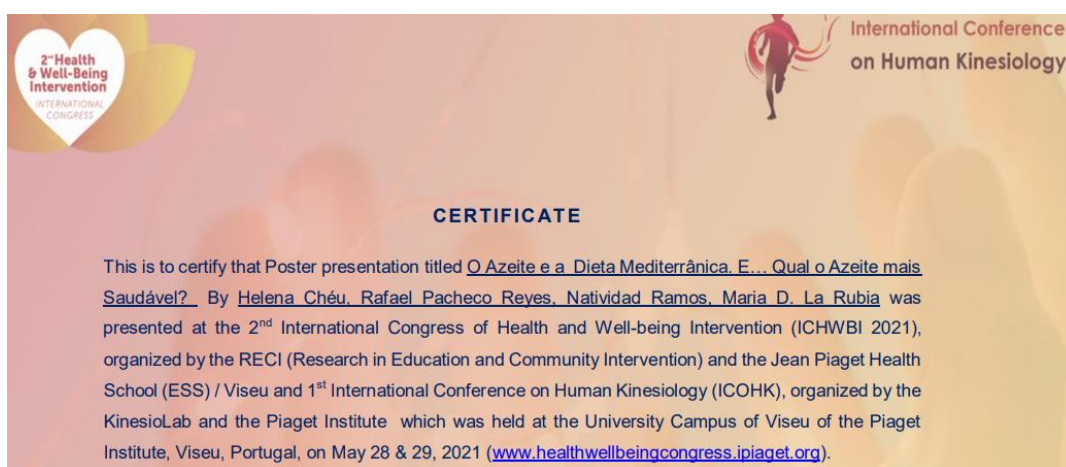 2nd Health
& Well-Being
Intervention
INTERNATIONAL
CONGRESS
International Conference
on Human Kinesiology
CERTIFICATE
This is to certify that Poster presentation titled O Azeite e a Dieta Mediterrânica. E… Qual o Azeite mais
Saudável? By Helena Chéu, Rafael Pacheco Reyes, Natividad Ramos, Maria D. La Rubia was
presented at the 2nd International Congress of Health and Well-being Intervention (ICHWBI 2021),
organized by the RECI (Research in Education and Community Intervention) and the Jean Piaget Health
School (ESS) / Viseu and 1st International Conference on Human Kinesiology (ICOHK), organized by the
KinesioLab and the Piaget Institute which was held at the University Campus of Viseu of the Piaget
Institute, Viseu, Portugal, on May 28 & 29, 2021 (www.healthwellbeingcongress.ipiaget.org).